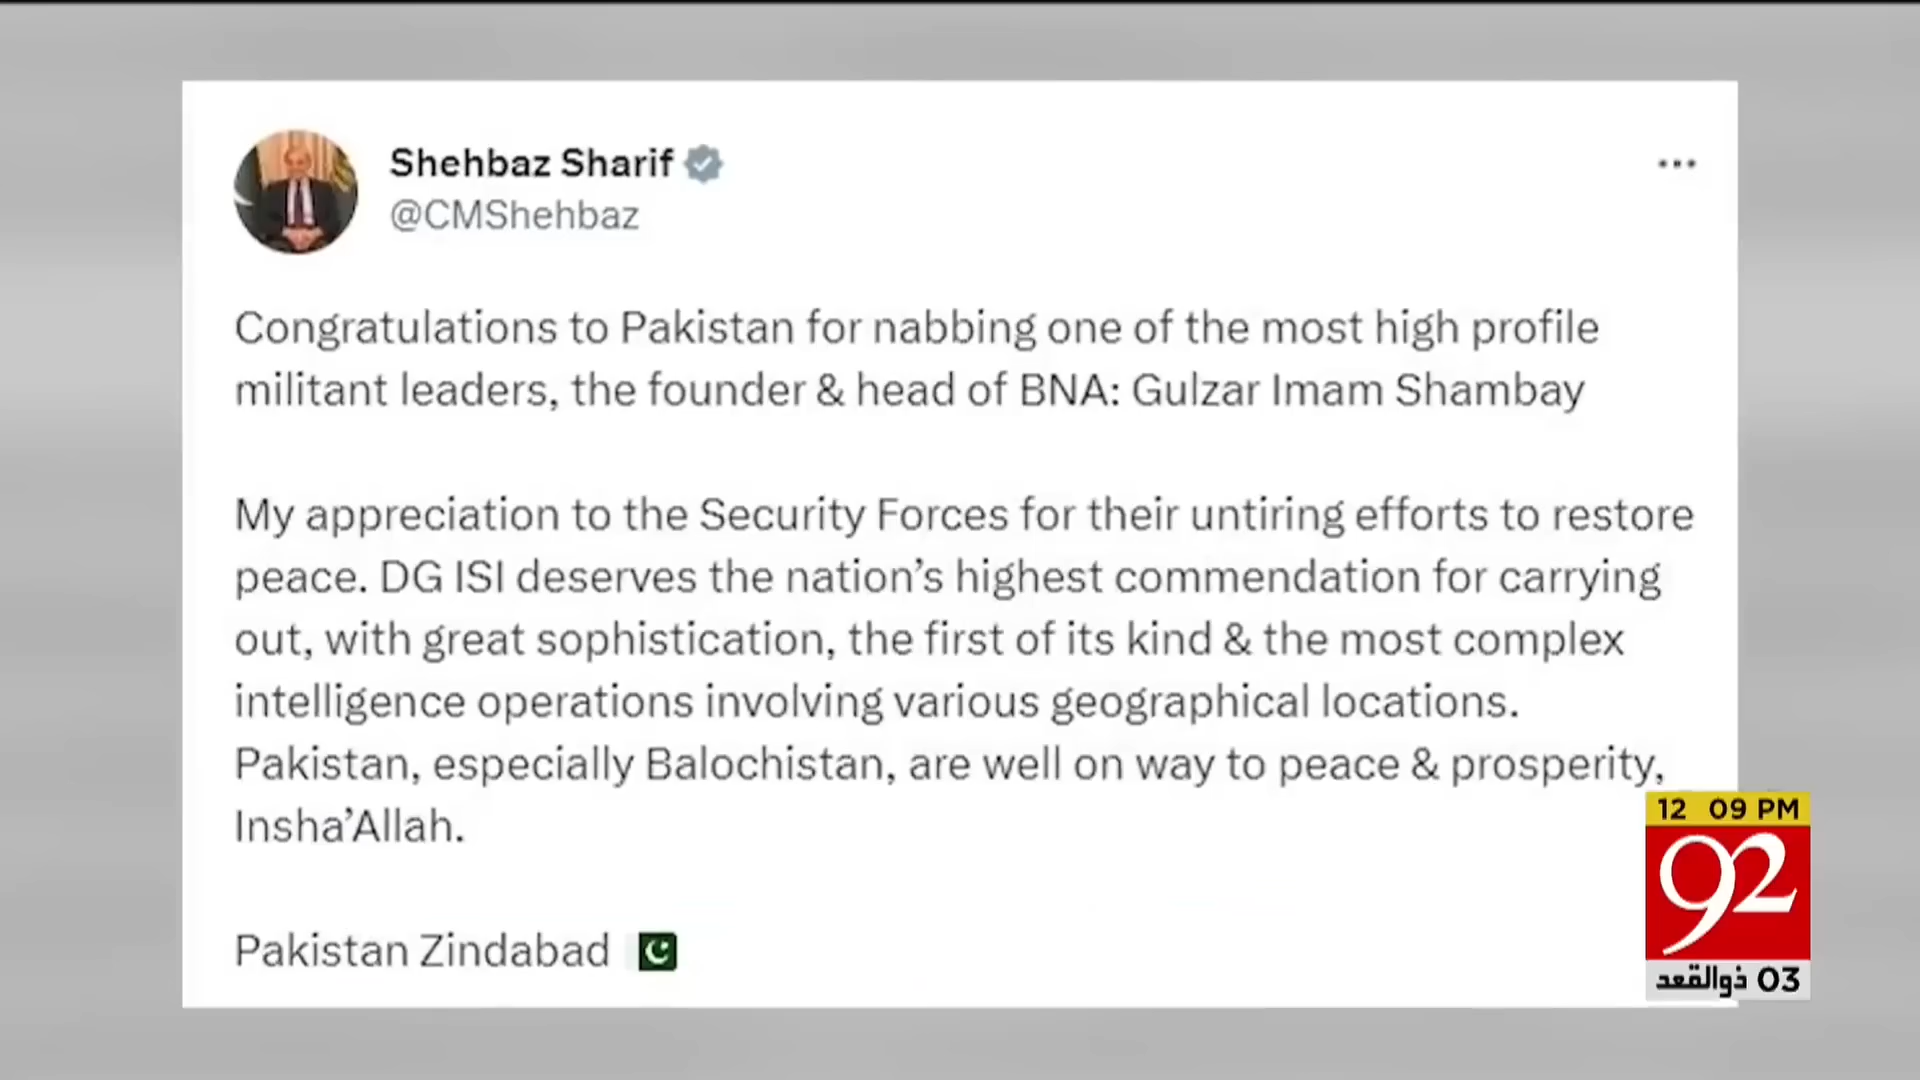 Shehbaz Sharif
@CMShehbaz
Congratulations to Pakistan for nabbing one of the most high profile
militant leaders, the founder & head of BNA: Gulzar Imam Shambay
My appreciation to the Security Forces for their untiring efforts to restore
peace. DG ISI deserves the nation’s highest commendation for carrying
out, with great sophistication, the first of its kind & the most complex
intelligence operations involving various geographical locations.
Pakistan, especially Balochistan, are well on way to peace & prosperity,
Insha’Allah.
Pakistan Zindabad
12 09 PM
92
03 ذوالقعد